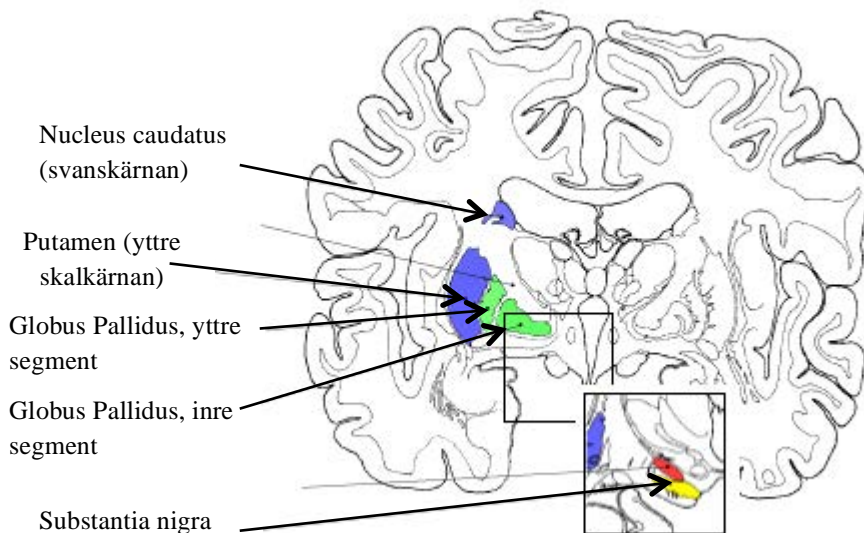 Nucleus caudatus
(svanskärnan)
Putamen (yttre
skalkärnan)
Globus Pallidus, yttre
segment
Globus Pallidus, inre
segment
Substantia nigra